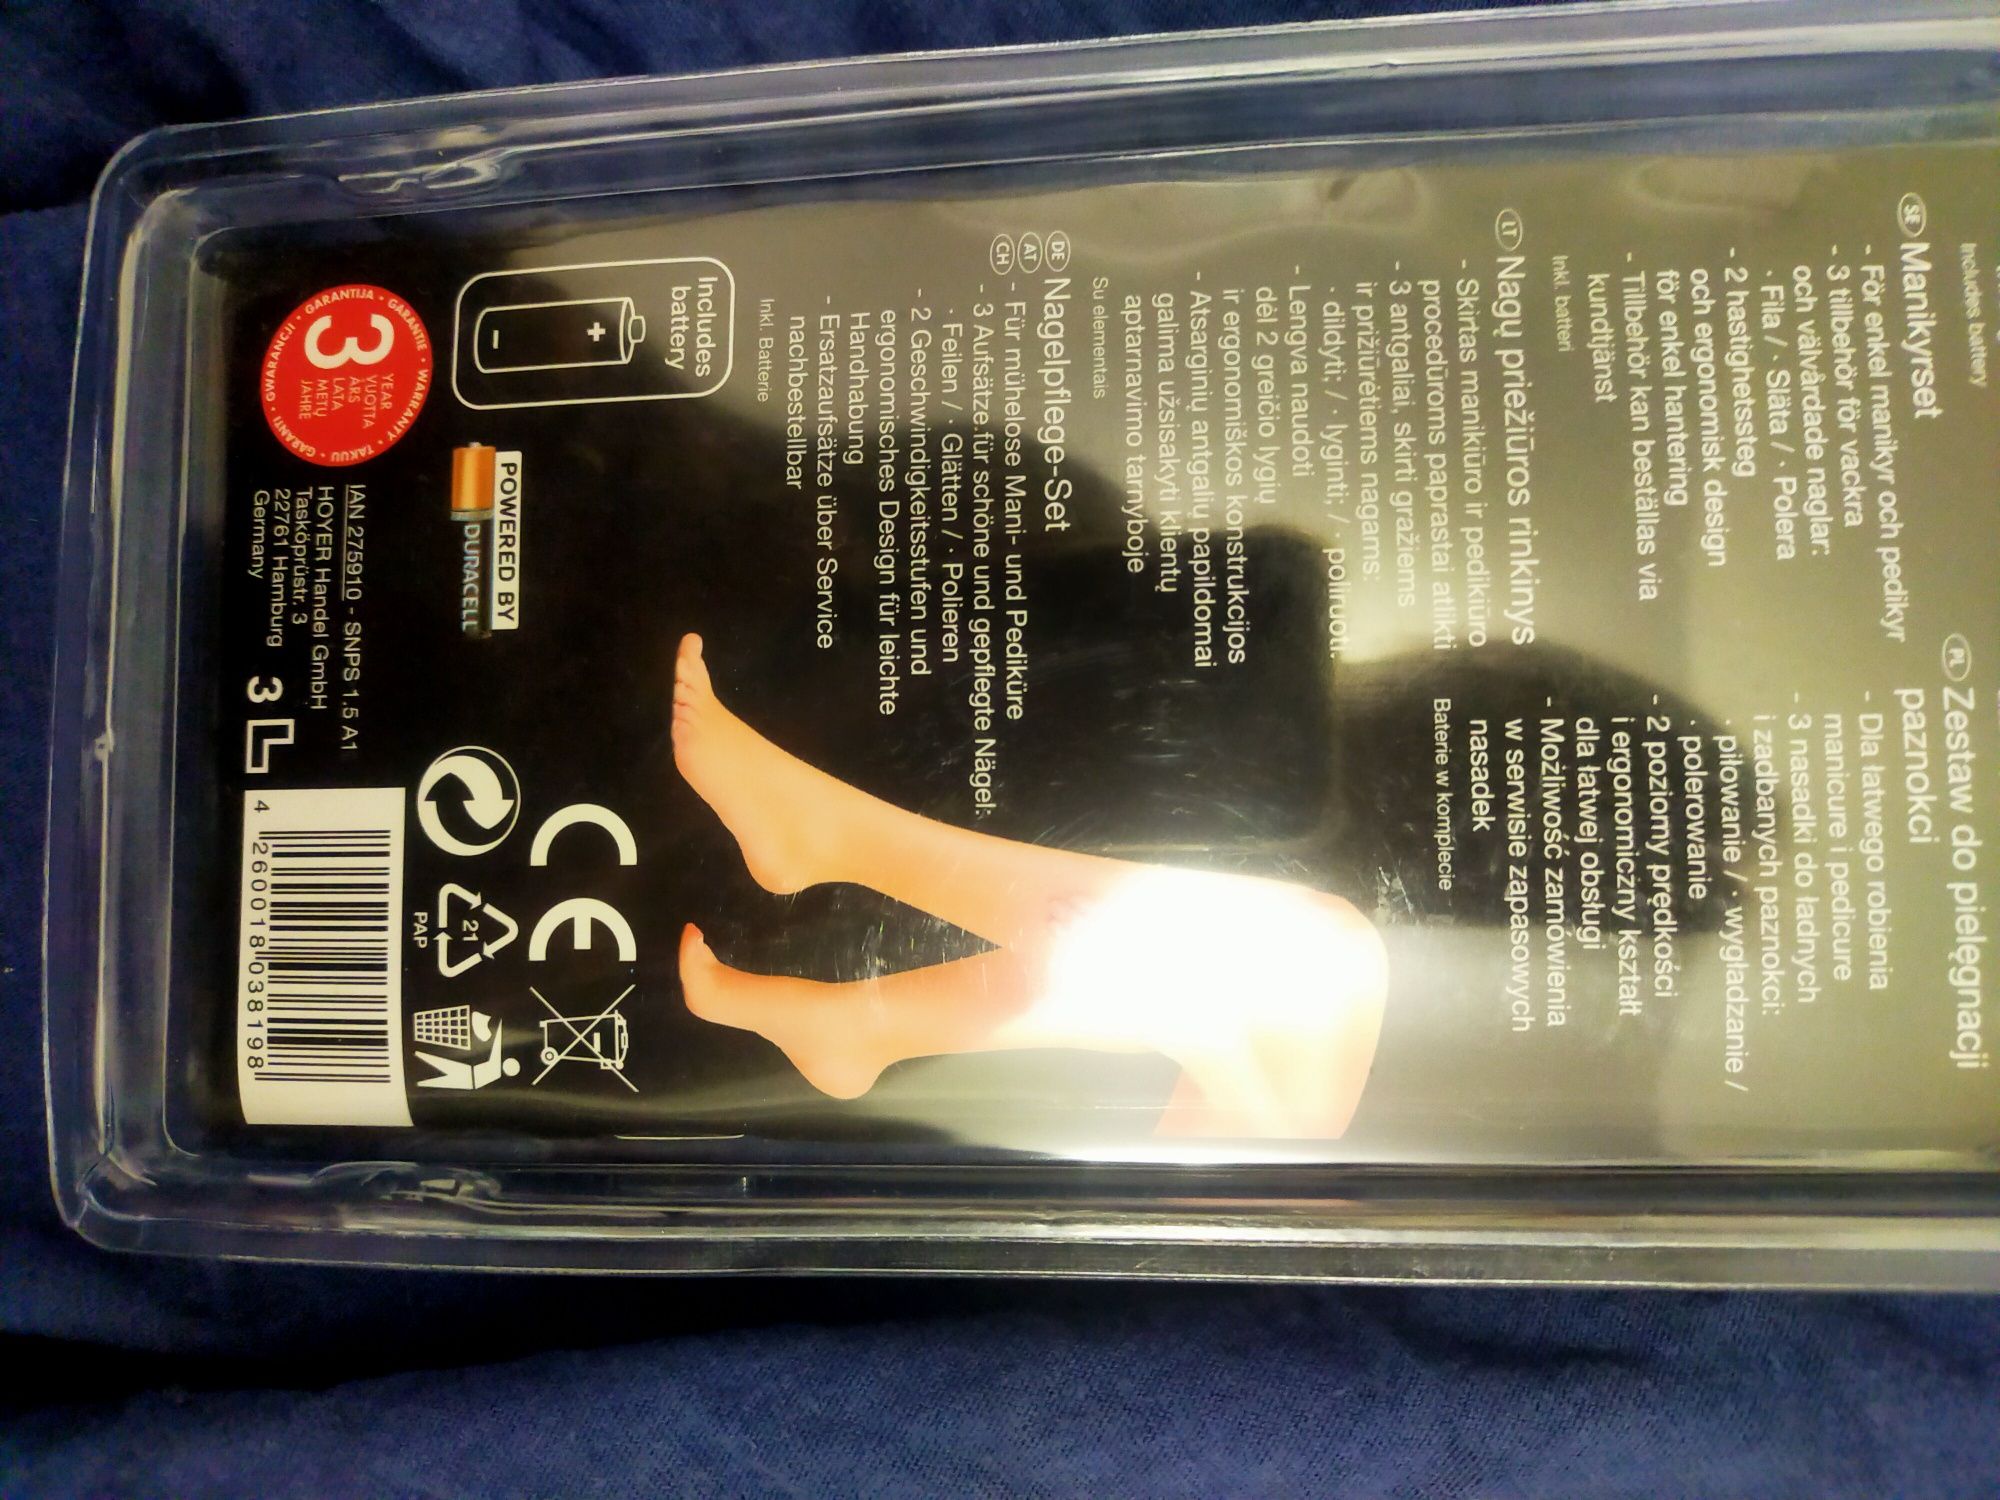 Includes battery
SE Manikyrset
- För enkel manikyr och pedikyr
- 3 tillbehör för vackra
och välvårdade naglar:
· Fila / · Släta / · Polera
- 2 hastighetssteg
och ergonomisk design
för enkel hantering
- Tillbehör kan beställas via
kundtjänst
Inkl. batteri
LT Nagų priežiūros rinkinys
- Skirtas manikiūro ir pedikiūro
procedūroms paprastai atlikti
- 3 antgaliai, skirti gražiems
ir prižiūrėtiems nagams:
· dildyti; / · lyginti; / · poliruoti.
- Lengva naudoti
dėl 2 greičio lygių
ir ergonomiškos konstrukcijos
- Atsarginių antgalių papildomai
galima užsisakyti klientų
aptarnavimo tarnyboje
Su elementais
DE AT CH Nagelpflege-Set
- Für mühelose Mani- und Pediküre
- 3 Aufsätze für schöne und gepflegte Nägel:
· Feilen / · Glätten / · Polieren
- 2 Geschwindigkeitsstufen und
ergonomisches Design für leichte
Handhabung
- Ersatzaufsätze über Service
nachbestellbar
Inkl. Batterie
PL Zestaw do pielęgnacji
paznokci
- Dla łatwego robienia
manicure i pedicure
- 3 nasadki do ładnych
i zadbanych paznokci:
· piłowanie / · wygładzanie /
· polerowanie
- 2 poziomy prędkości
i ergonomiczny kształt
dla łatwej obsługi
- Możliwość zamówienia
w serwisie zapasowych
nasadek
Baterie w komplecie
Includes
battery
+
-
POWERED BY
DURACELL
GARANTIJA · GARANTIE · WARRANTY · TAKUU · GARANTI · GWARANCJI
3
YEAR
VUOTTA
ÅRS
LATA
METŲ
JAHRE
IAN 275910 - SNPS 1.5 A1
HOYER Handel GmbH
Tasköprüstr. 3
22761 Hamburg
Germany
3 L
CE
21
PAP
4 260018 038198